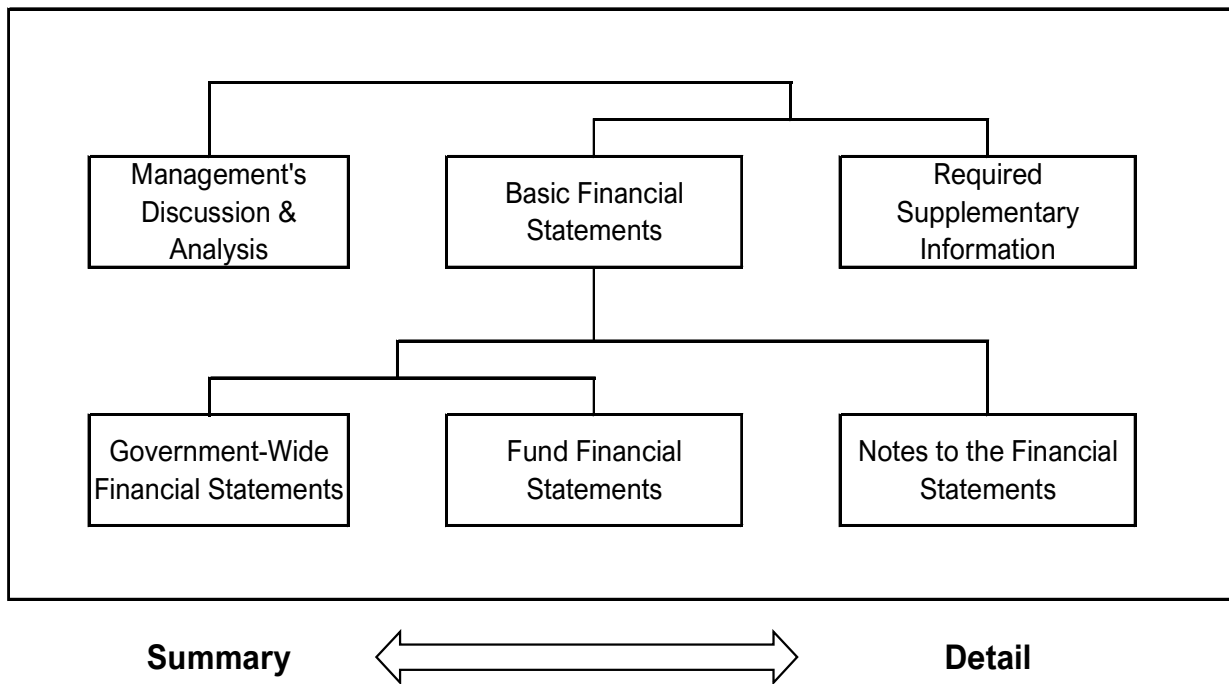 Management's
Discussion &
Analysis
Basic Financial
Statements
Required
Supplementary
Information
Government-Wide
Financial Statements
Fund Financial
Statements
Notes to the Financial
Statements
Summary
Detail